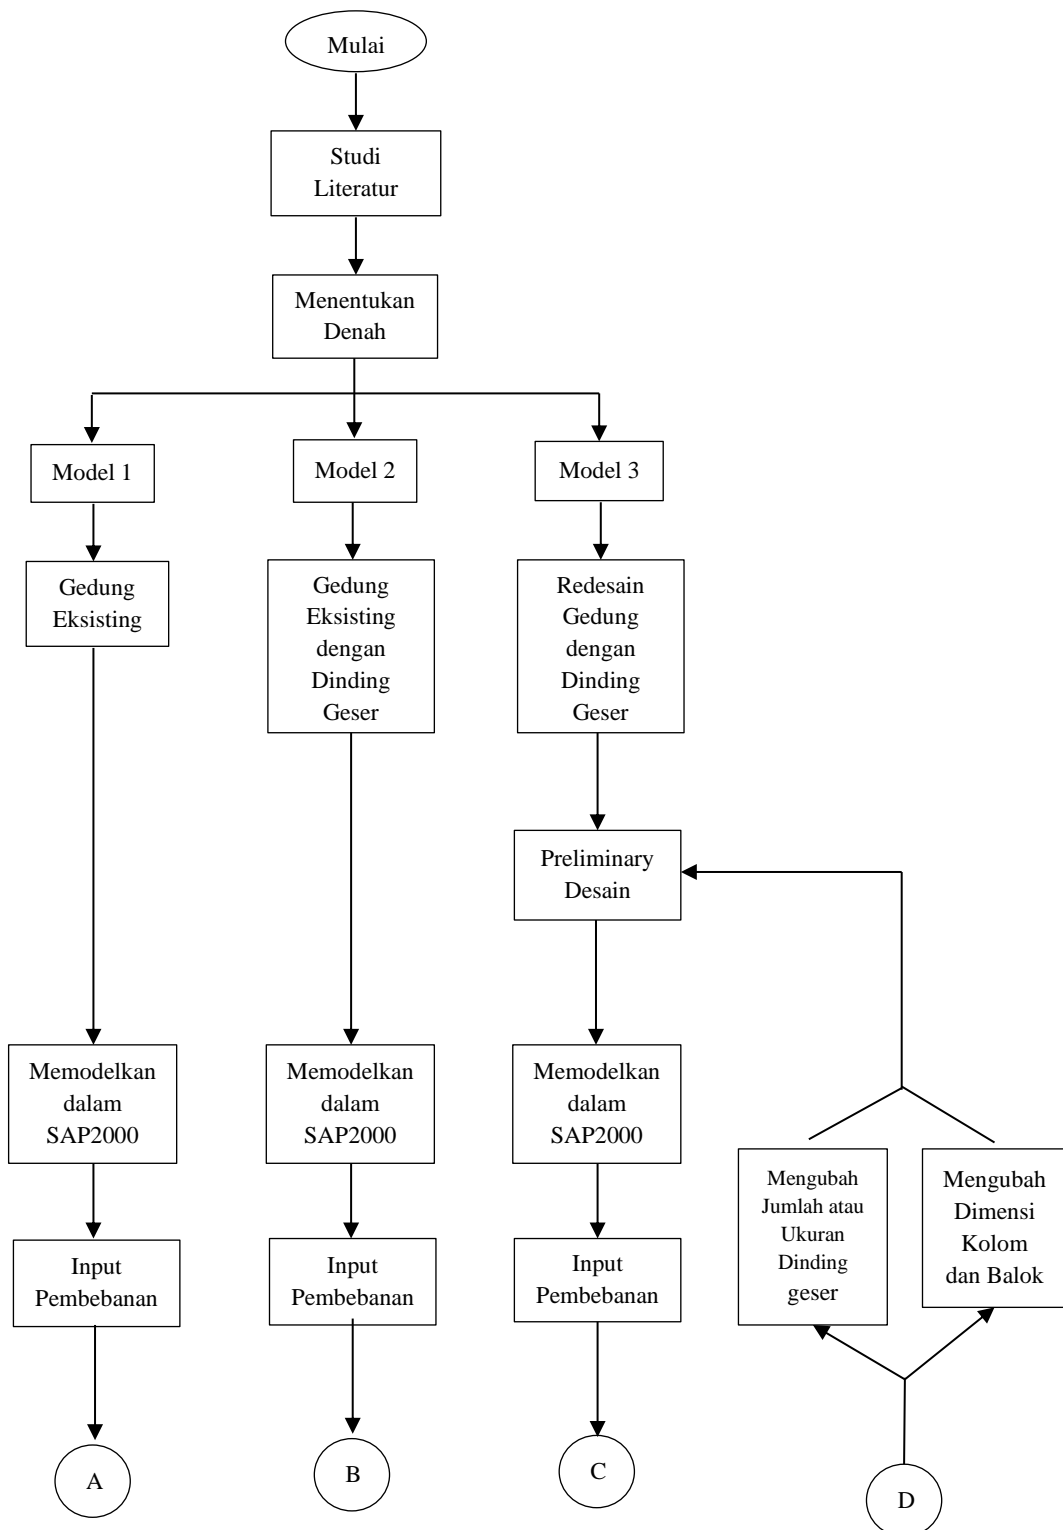 Mulai
Studi
Literatur
Menentukan
Denah
Model 1
Model 2
Model 3
Gedung
Eksisting
Gedung
Eksisting
dengan
Dinding
Geser
Redesain
Gedung
dengan
Dinding
Geser
Preliminary
Desain
Memodelkan
dalam
SAP2000
Memodelkan
dalam
SAP2000
Memodelkan
dalam
SAP2000
Mengubah
Jumlah atau
Ukuran
Dinding
geser
Mengubah
Dimensi
Kolom
dan Balok
Input
Pembebanan
Input
Pembebanan
Input
Pembebanan
A
B
C
D